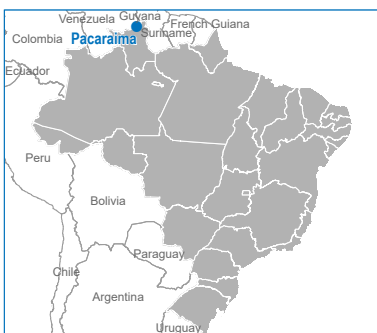 Venezuela
Guyana
French Guiana
Colombia
Pacaraima
Suriname
Ecuador
Peru
Bolivia
Paraguay
Chile
Argentina
Uruguay